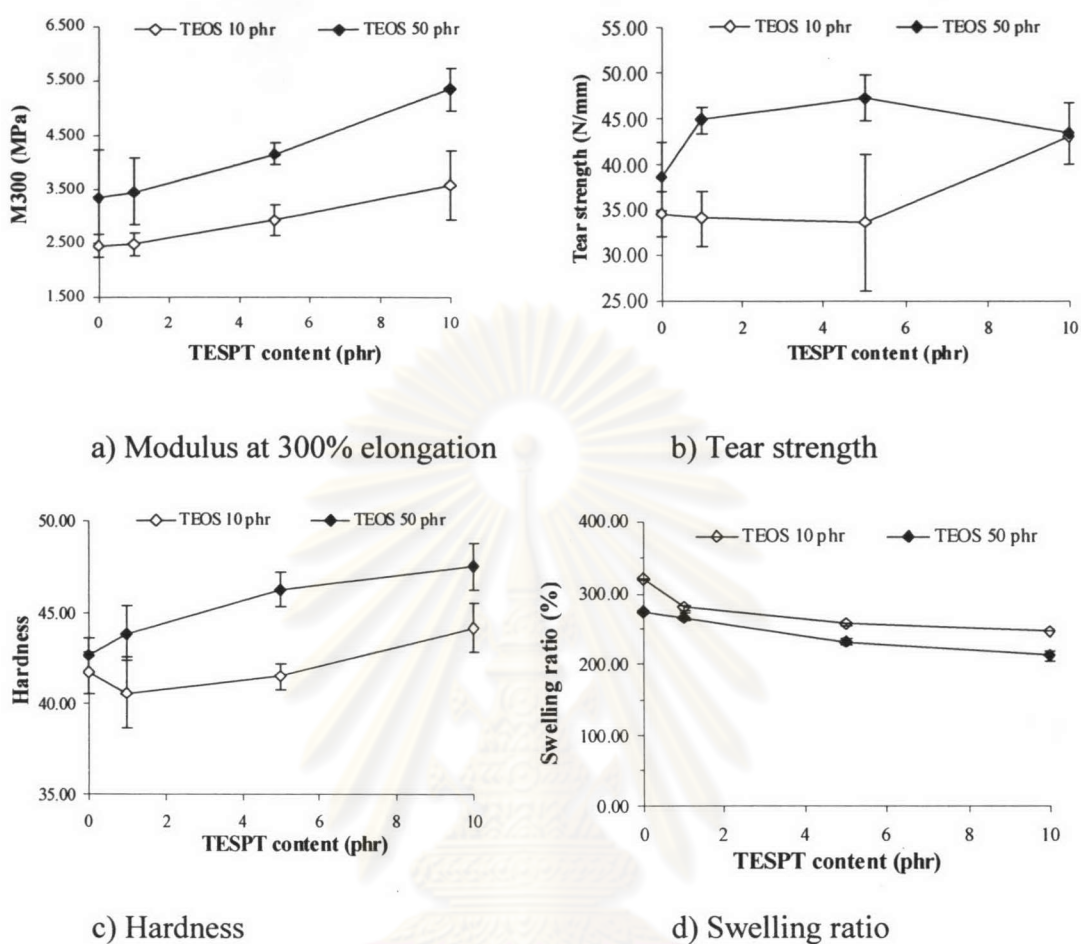 TEOS 10 phr TEOS 50 phr
6.500
5.500
4.500
3.500
2.500
1.500
M300 (MPa)
0 2 4 6 8 10
TESPT content (phr)
a) Modulus at 300% elongation
TEOS 10 phr TEOS 50 phr
55.00
50.00
45.00
40.00
35.00
30.00
25.00
Tear strength (N/mm)
0 2 4 6 8 10
TESPT content (phr)
b) Tear strength
TEOS 10 phr TEOS 50 phr
50.00
45.00
40.00
35.00
Hardness
0 2 4 6 8 10
TESPT content (phr)
c) Hardness
TEOS 10 phr TEOS 50 phr
400.00
300.00
200.00
100.00
0.00
Swelling ratio (%)
0 2 4 6 8 10
TESPT content (phr)
d) Swelling ratio